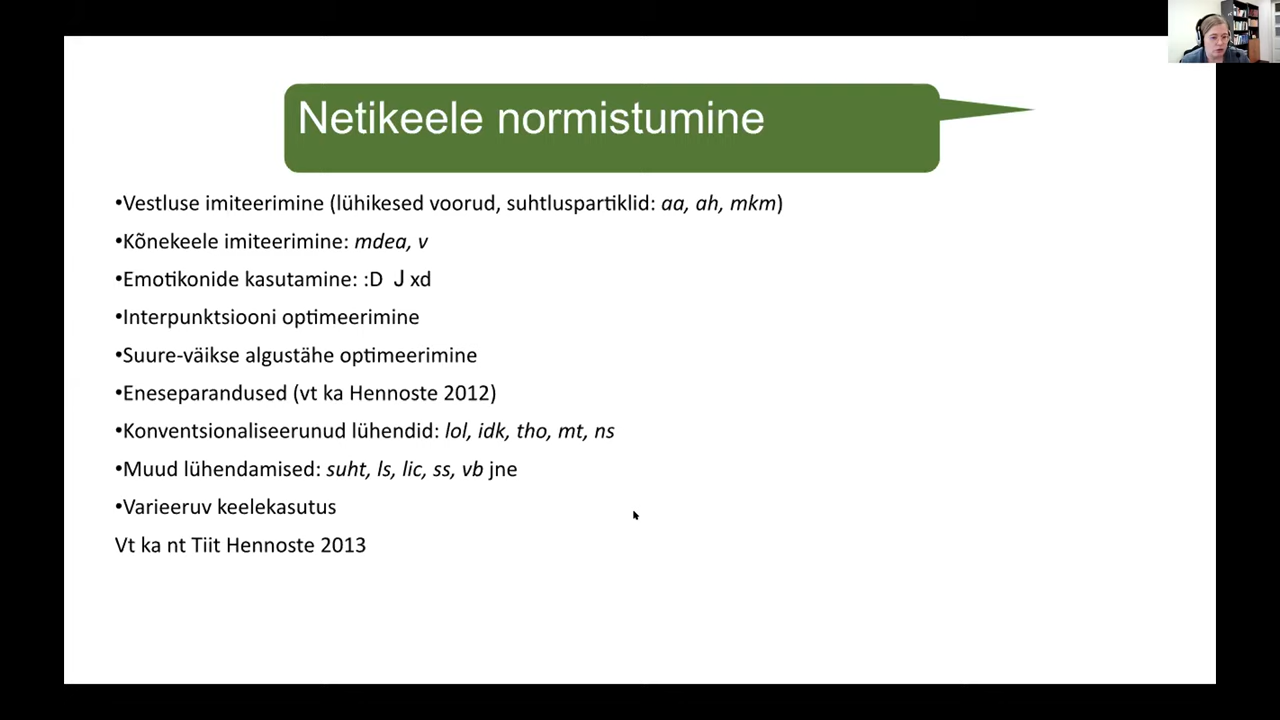 Netikeele normistumine
•Vestluse imiteerimine (lühikesed voorud, suhtluspartiklid: aa, ah, mkm)
•Kõnekeele imiteerimine: mdea, v
•Emotikonide kasutamine: :D J xd
•Interpunktsiooni optimeerimine
•Suure-väikse algustähe optimeerimine
•Eneseparandused (vt ka Hennoste 2012)
•Konventsionaliseerunud lühendid: lol, idk, tho, mt, ns
•Muud lühendamised: suht, ls, lic, ss, vb jne
•Varieeruv keelekasutus
Vt ka nt Tiit Hennoste 2013